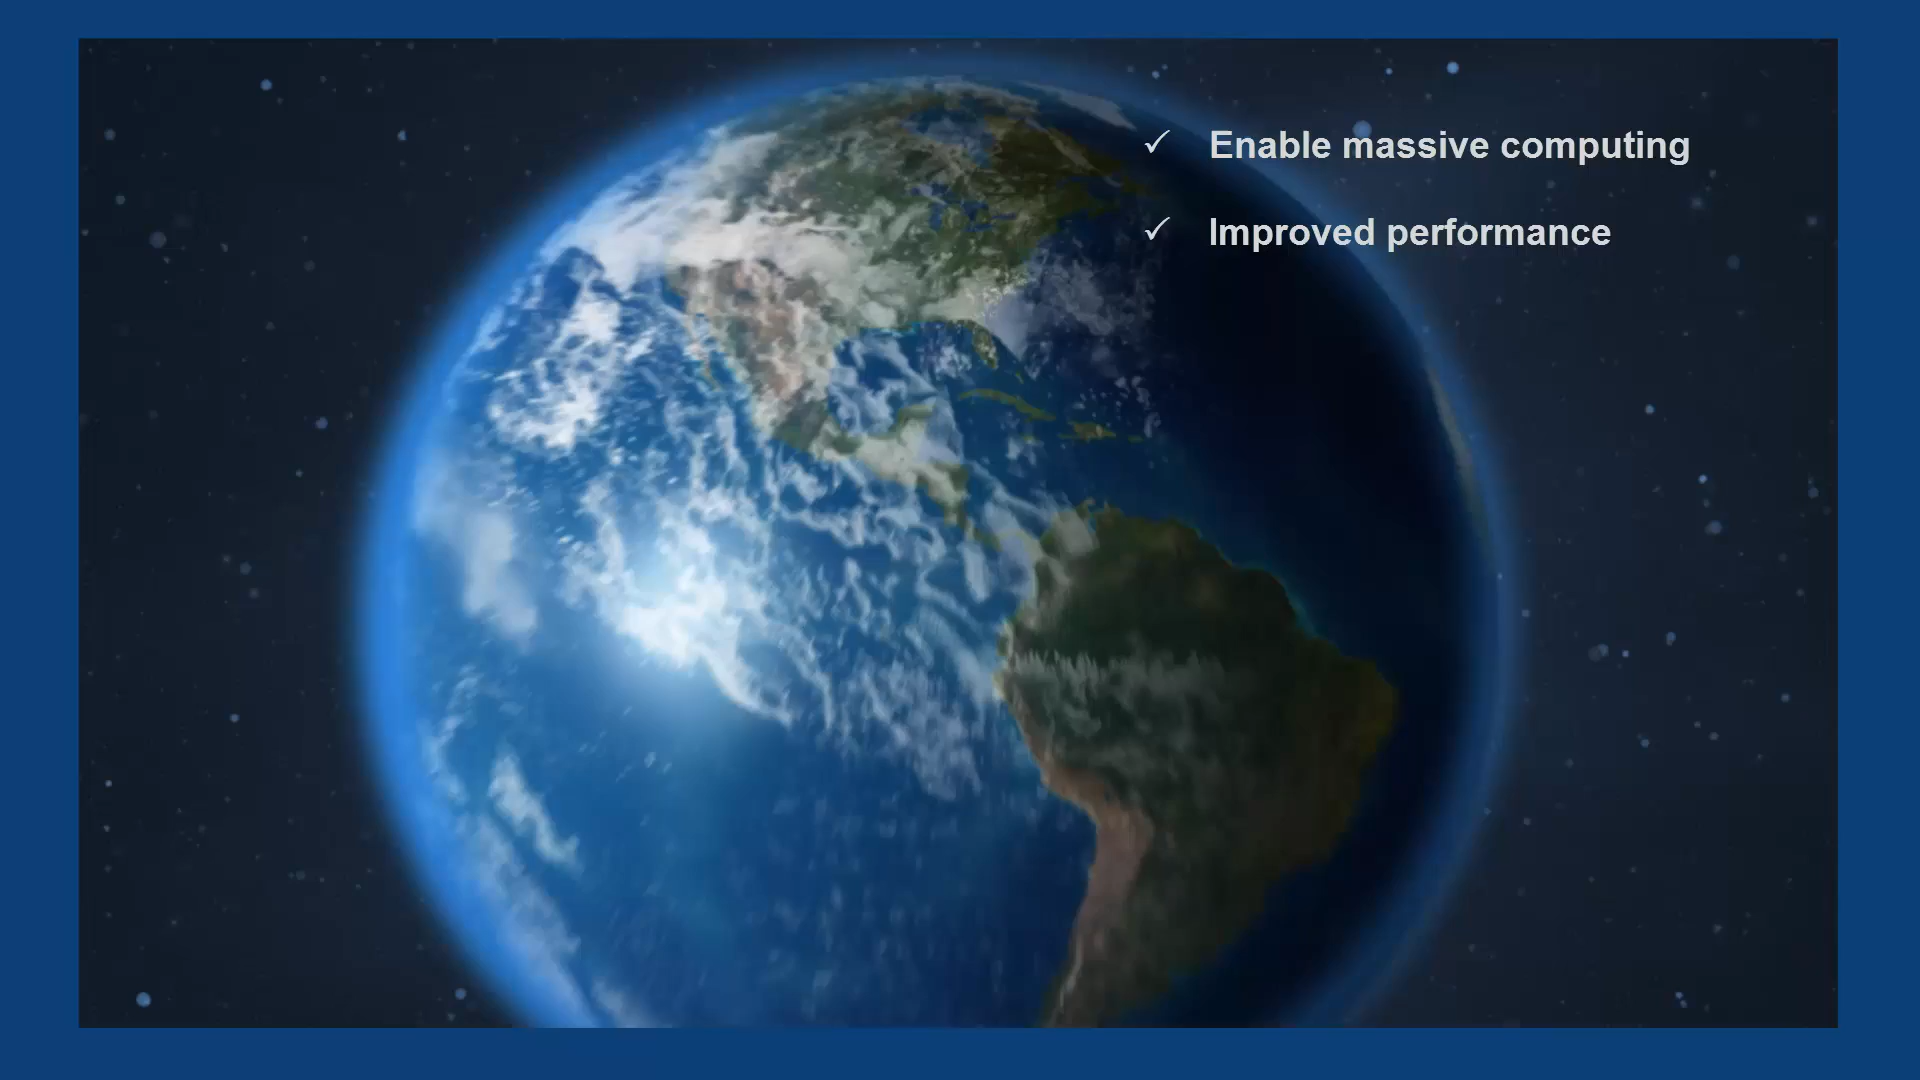 ✓ Enable massive computing
✓ Improved performance